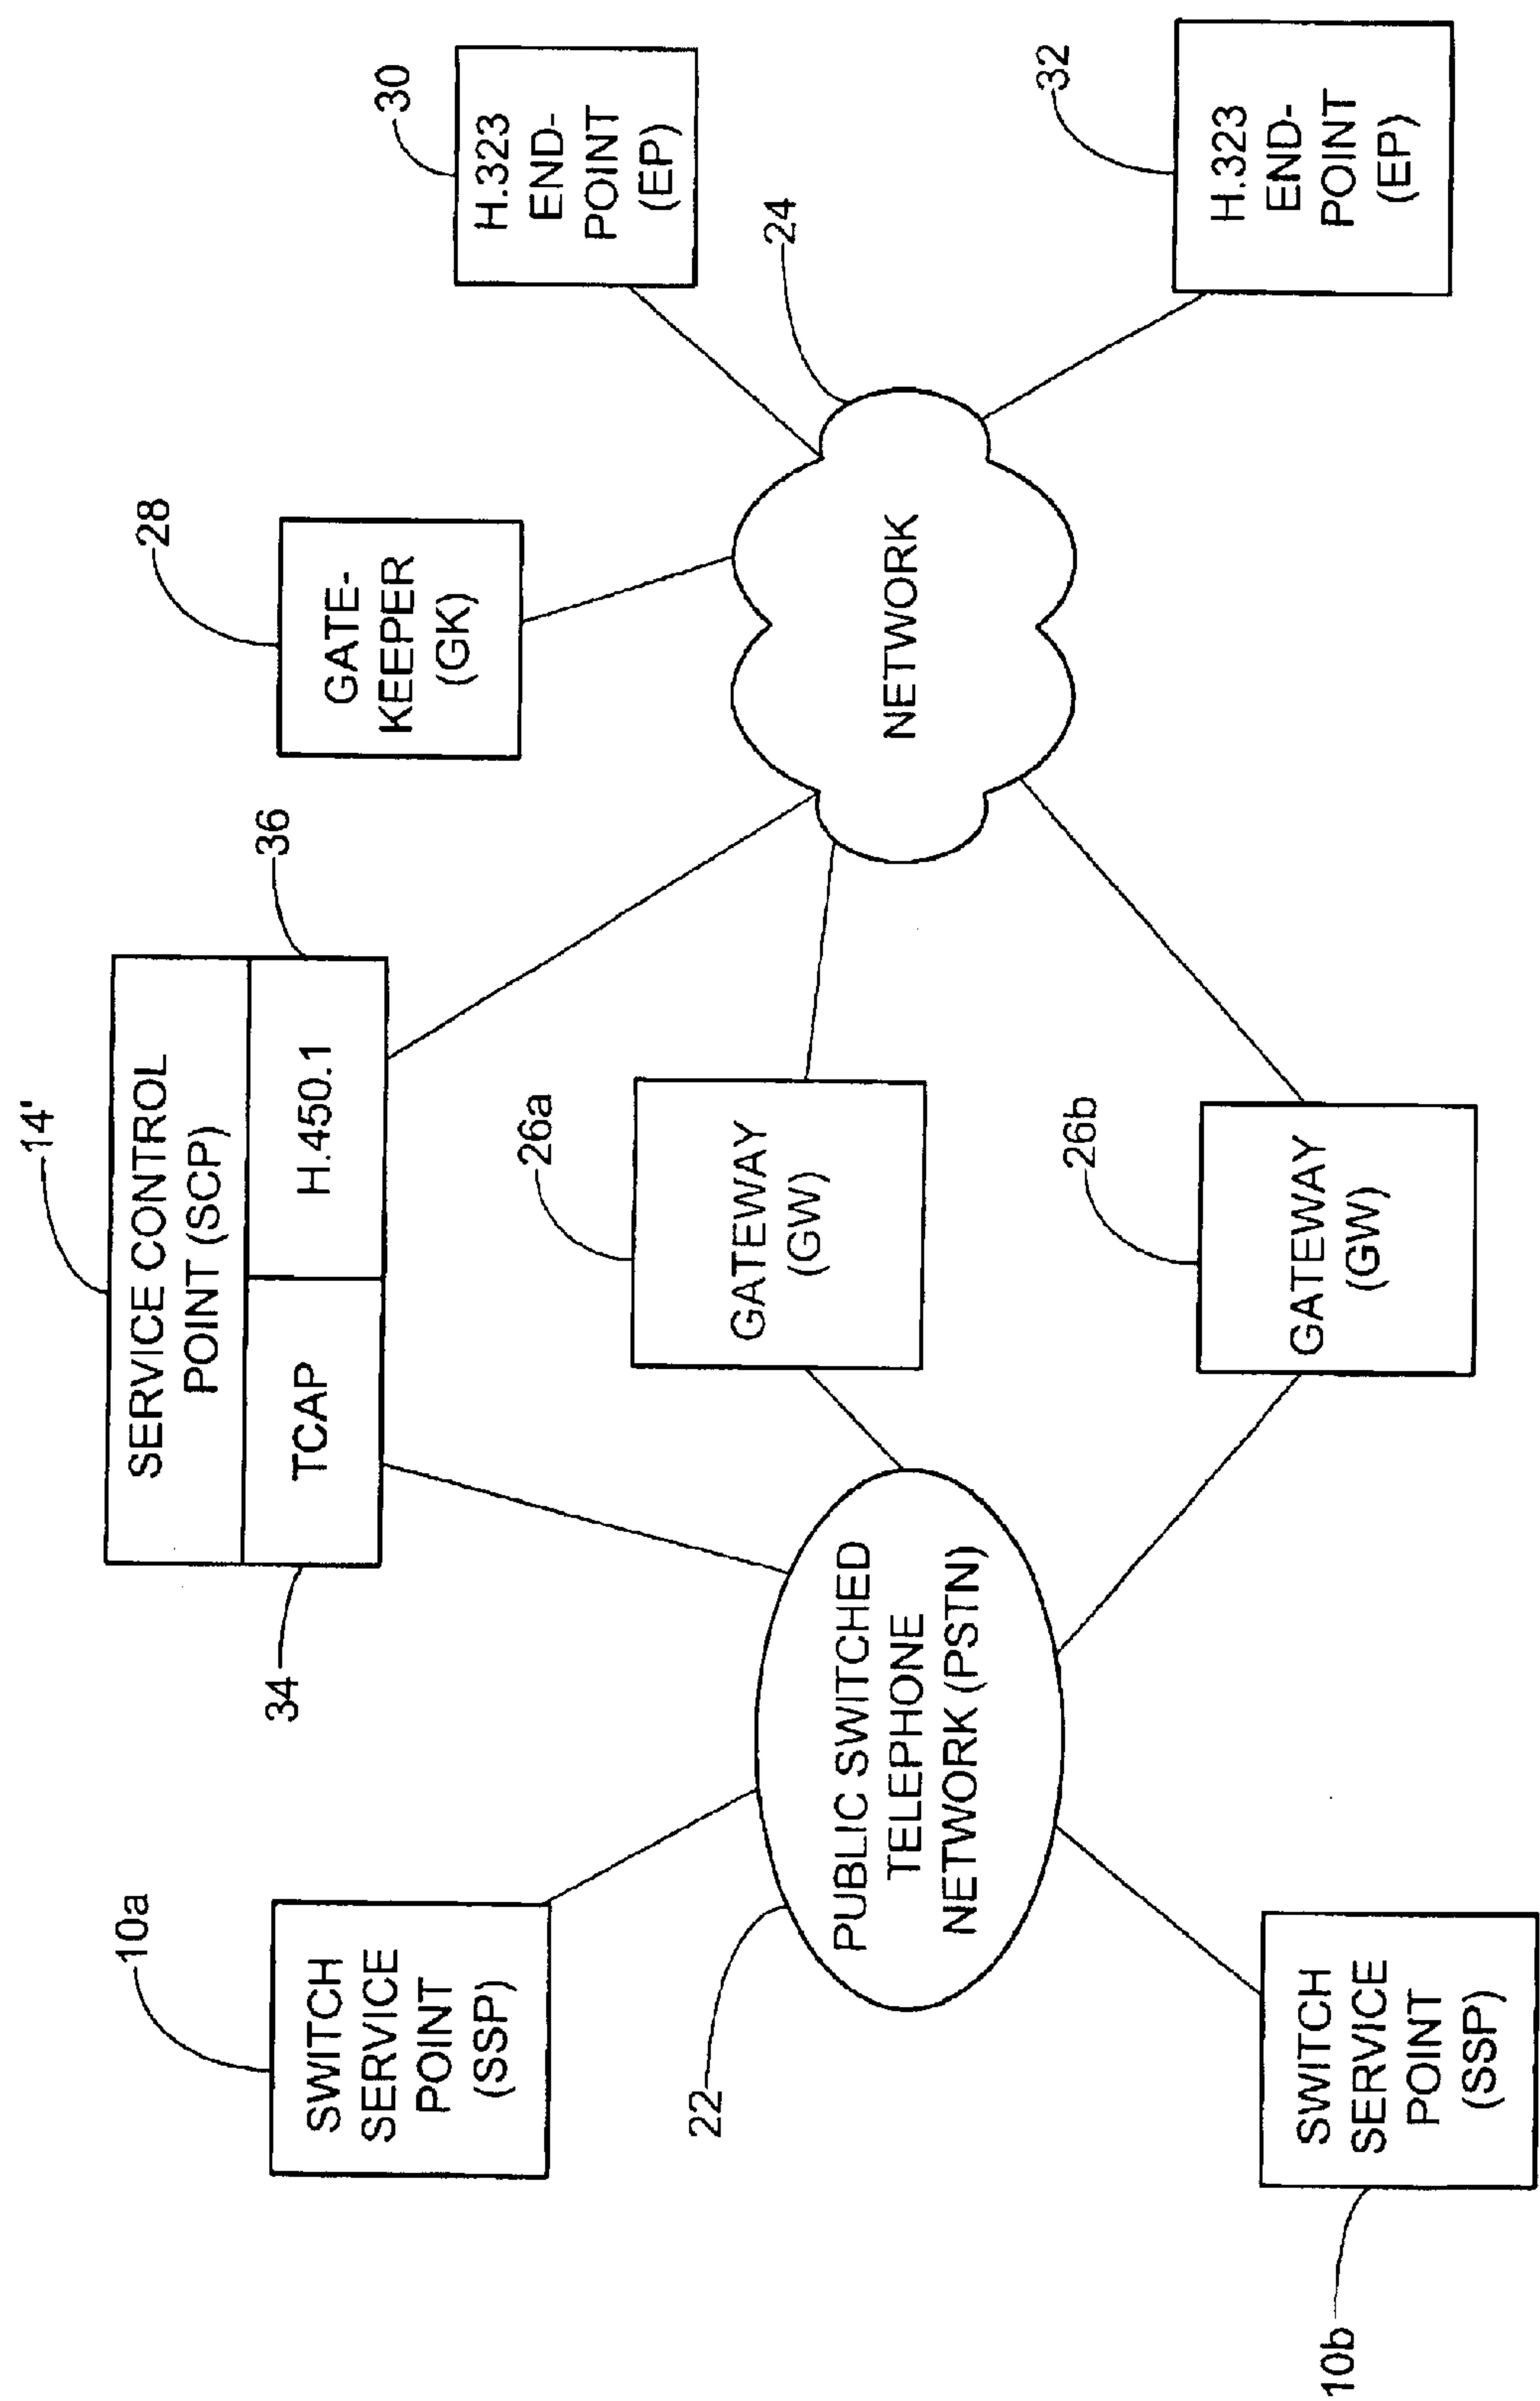 14'
SERVICE CONTROL
POINT (SCP)
TCAP
H.450.1
34
36
10a
SWITCH
SERVICE
POINT
(SSP)
28
GATE-
KEEPER
(GK)
30
H.323
END-
POINT
(EP)
26a
GATEWAY
(GW)
22
PUBLIC SWITCHED
TELEPHONE
NETWORK (PSTN)
24
NETWORK
10b
SWITCH
SERVICE
POINT
(SSP)
26b
GATEWAY
(GW)
32
H.323
END-
POINT
(EP)